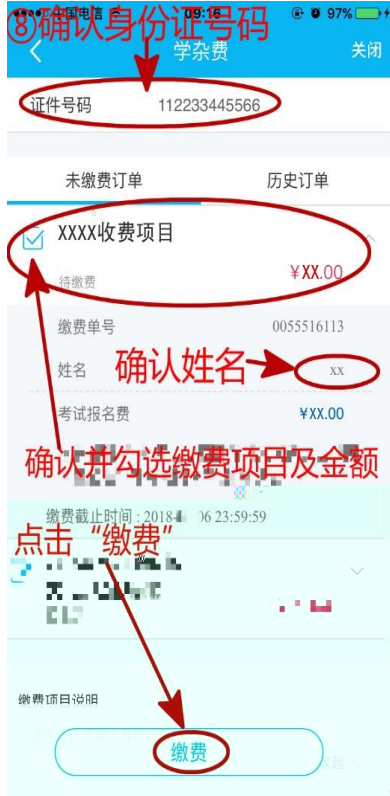 中国电信 09:16 97%
⑧确认身份证号码
学杂费 关闭
证件号码 112233445566
未缴费订单 历史订单
XXXX收费项目
待缴费 ¥XX.00
缴费单号 0055516113
确认姓名
姓名 xx
考试报名费 ¥XX.00
确认并勾选缴费项目及金额
缴费截止时间 : 2018- 06 23:59:59
点击“缴费”
缴费项目说明
缴费
收起